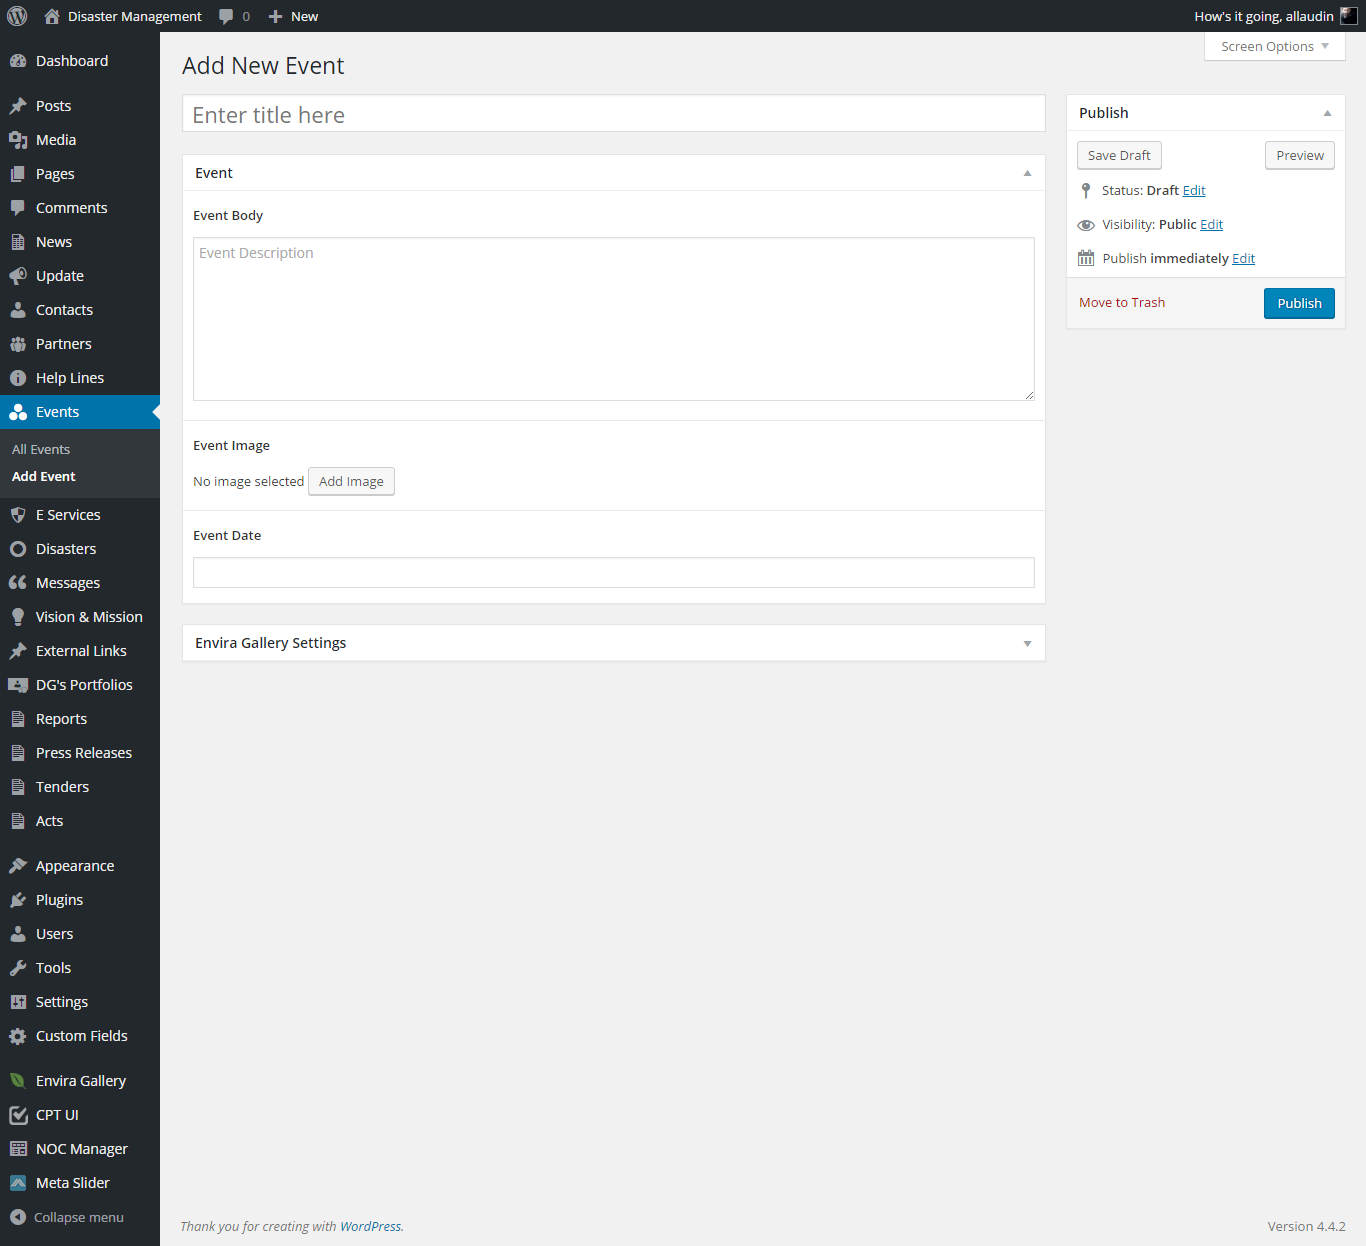 Disaster Management 0 New How's it going, allaudin
Screen Options
Dashboard
Posts
Media
Pages
Comments
News
Update
Contacts
Partners
Help Lines
Events
All Events
Add Event
E Services
Disasters
Messages
Vision & Mission
External Links
DG's Portfolios
Reports
Press Releases
Tenders
Acts
Appearance
Plugins
Users
Tools
Settings
Custom Fields
Envira Gallery
CPT UI
NOC Manager
Meta Slider
Collapse menu
Add New Event
Enter title here
Event
Event Body
Event Description
Event Image
No image selected Add Image
Event Date
Envira Gallery Settings
Publish
Save Draft Preview
Status: Draft Edit
Visibility: Public Edit
Publish immediately Edit
Move to Trash Publish
Thank you for creating with WordPress. Version 4.4.2